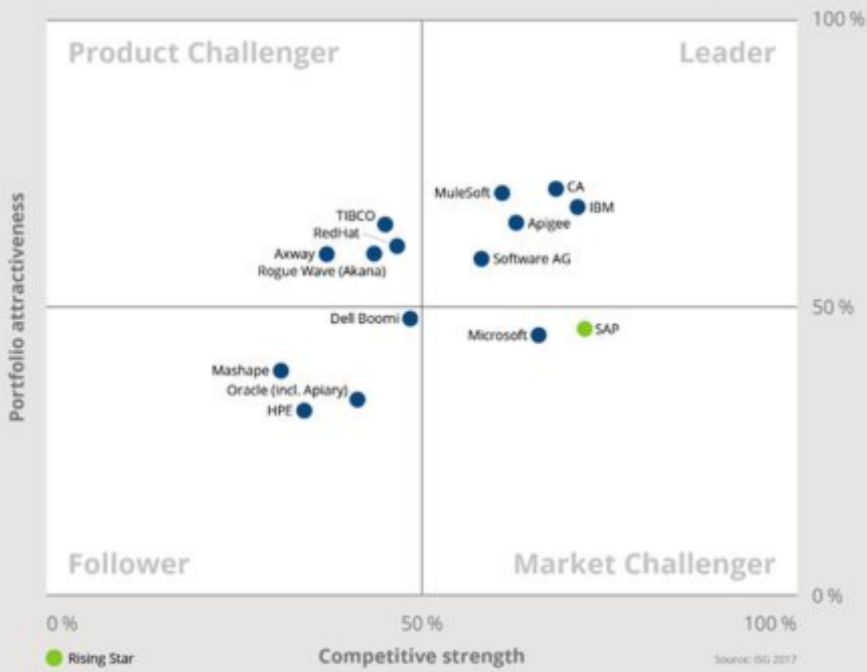 100 %
Product Challenger
Leader
MuleSoft
CA
IBM
TIBCO
Apigee
RedHat
Axway
Software AG
Rogue Wave (Akana)
Portfolio attractiveness
50 %
Dell Boomi
Microsoft
SAP
Mashape
Oracle (incl. Apiary)
HPE
Follower
Market Challenger
0 %
0 %
50 %
100 %
Rising Star
Competitive strength
Source: ISG 2017